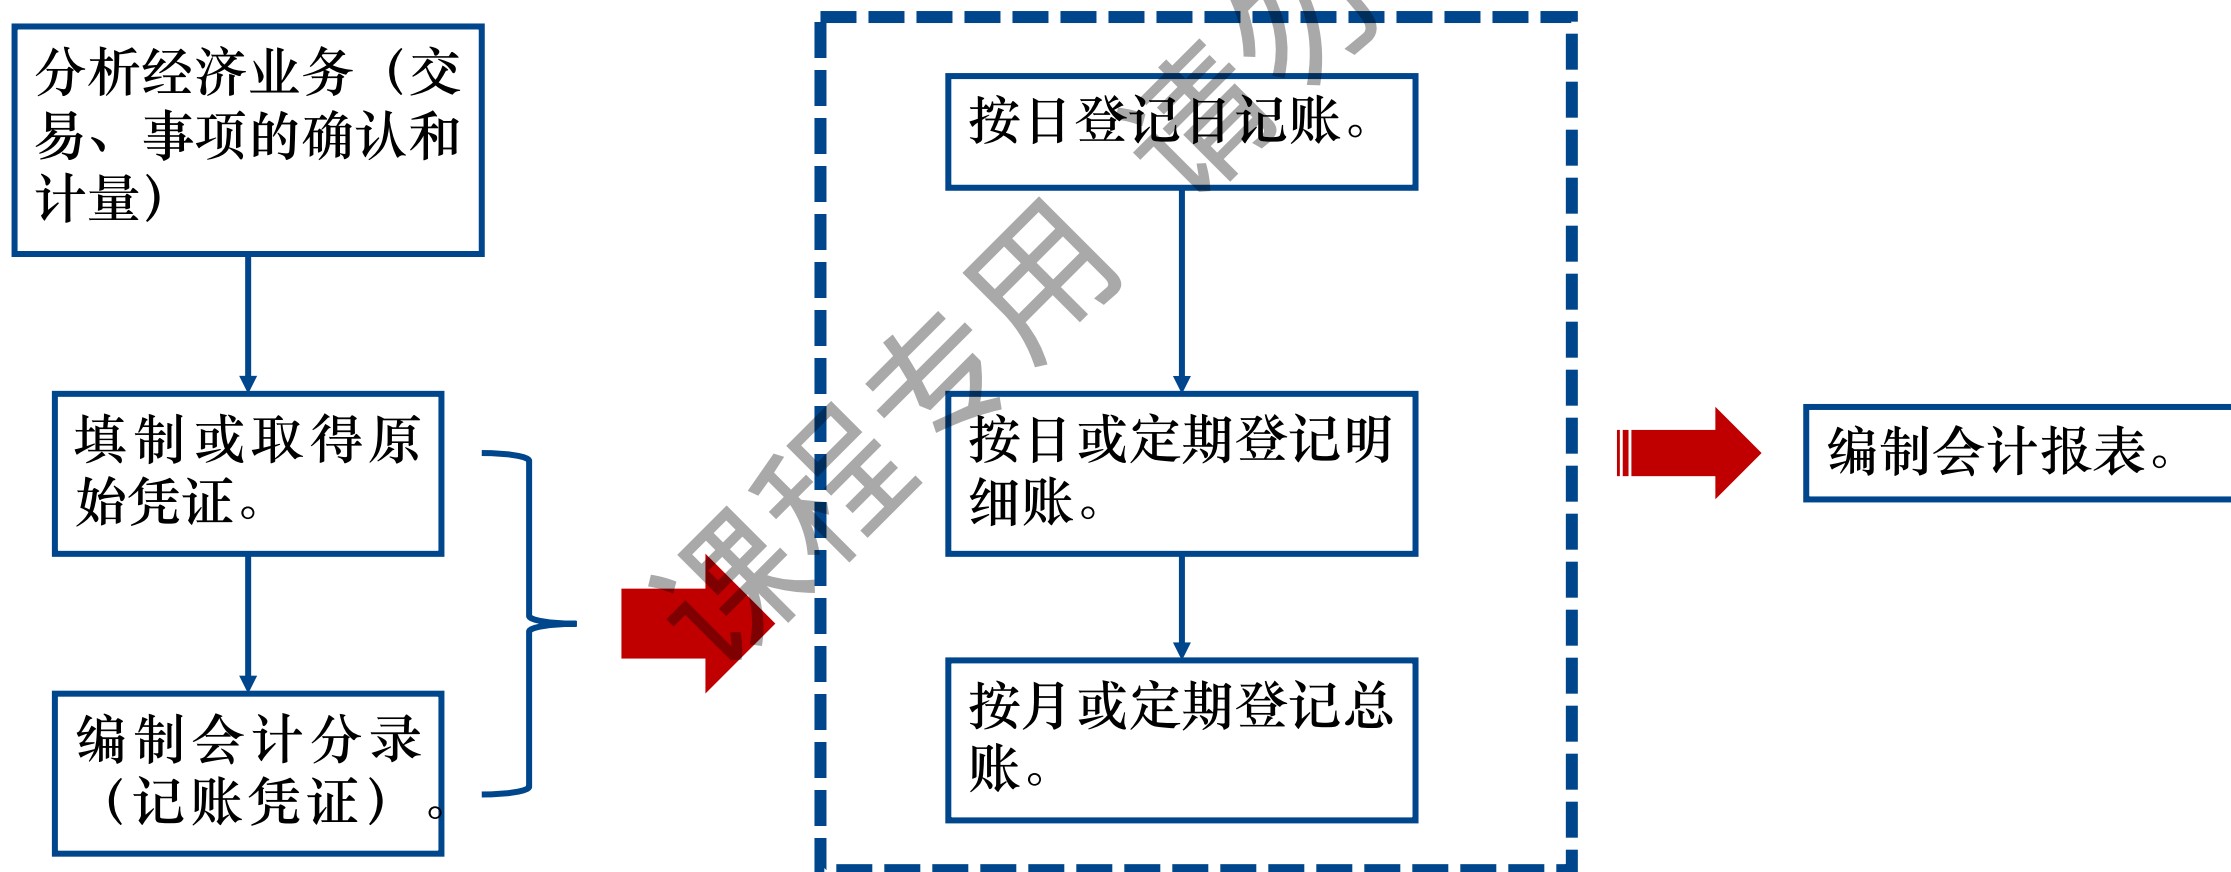 分析经济业务（交
易、事项的确认和
计量）
填制或取得原
始凭证。
编制会计分录
（记账凭证）。
按日登记日记账。
按日或定期登记明
细账。
按月或定期登记总
账。
编制会计报表。
课程专用 请勿